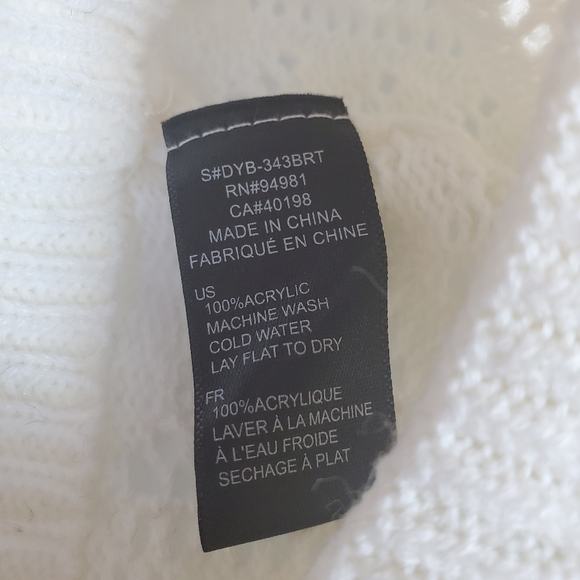 S#DYB-343BRT
RN#94981
CA#40198
MADE IN CHINA
FABRIQUÉ EN CHINE
US
100%ACRYLIC
MACHINE WASH
COLD WATER
LAY FLAT TO DRY
FR
100%ACRYLIQUE
LAVER À LA MACHINE
À L'EAU FROIDE
SECHAGE À PLAT